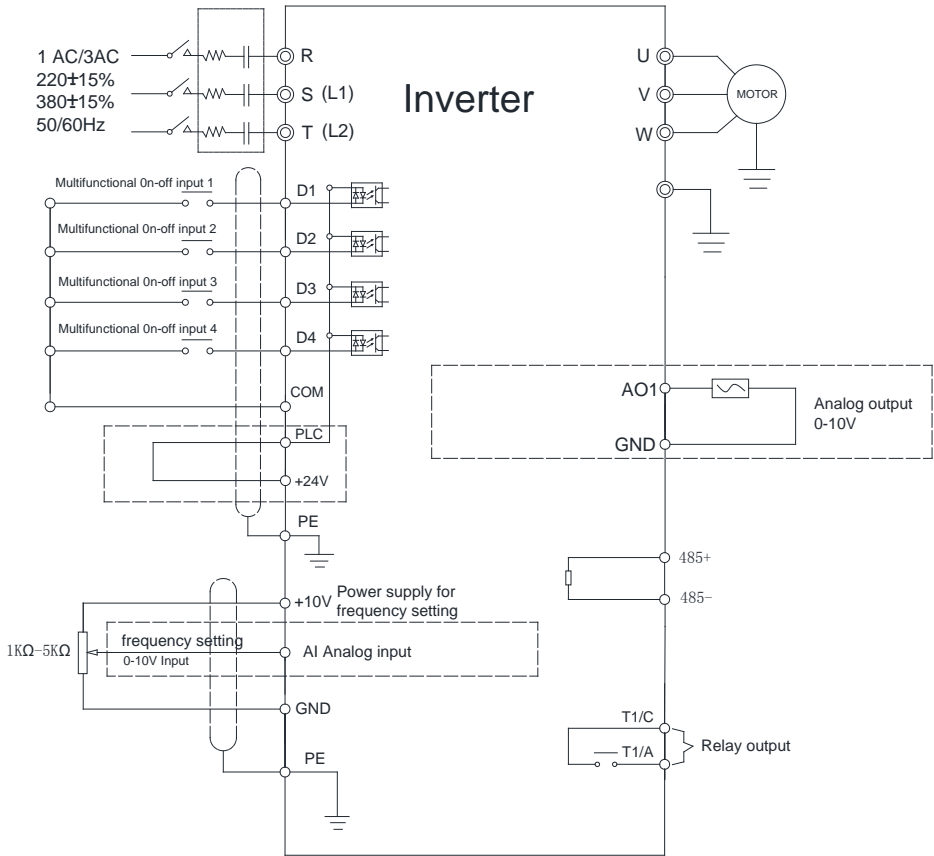 1 AC/3AC
220±15%
380±15%
50/60Hz
R
S (L1)
T (L2)
Inverter
U
V
W
MOTOR
Multifunctional 0n-off input 1
D1
Multifunctional 0n-off input 2
D2
Multifunctional 0n-off input 3
D3
Multifunctional 0n-off input 4
D4
COM
PLC
+24V
PE
AO1
GND
Analog output
0-10V
485+
485-
+10V
Power supply for
frequency setting
1KΩ-5KΩ
frequency setting
0-10V Input
AI Analog input
GND
PE
T1/C
T1/A
Relay output